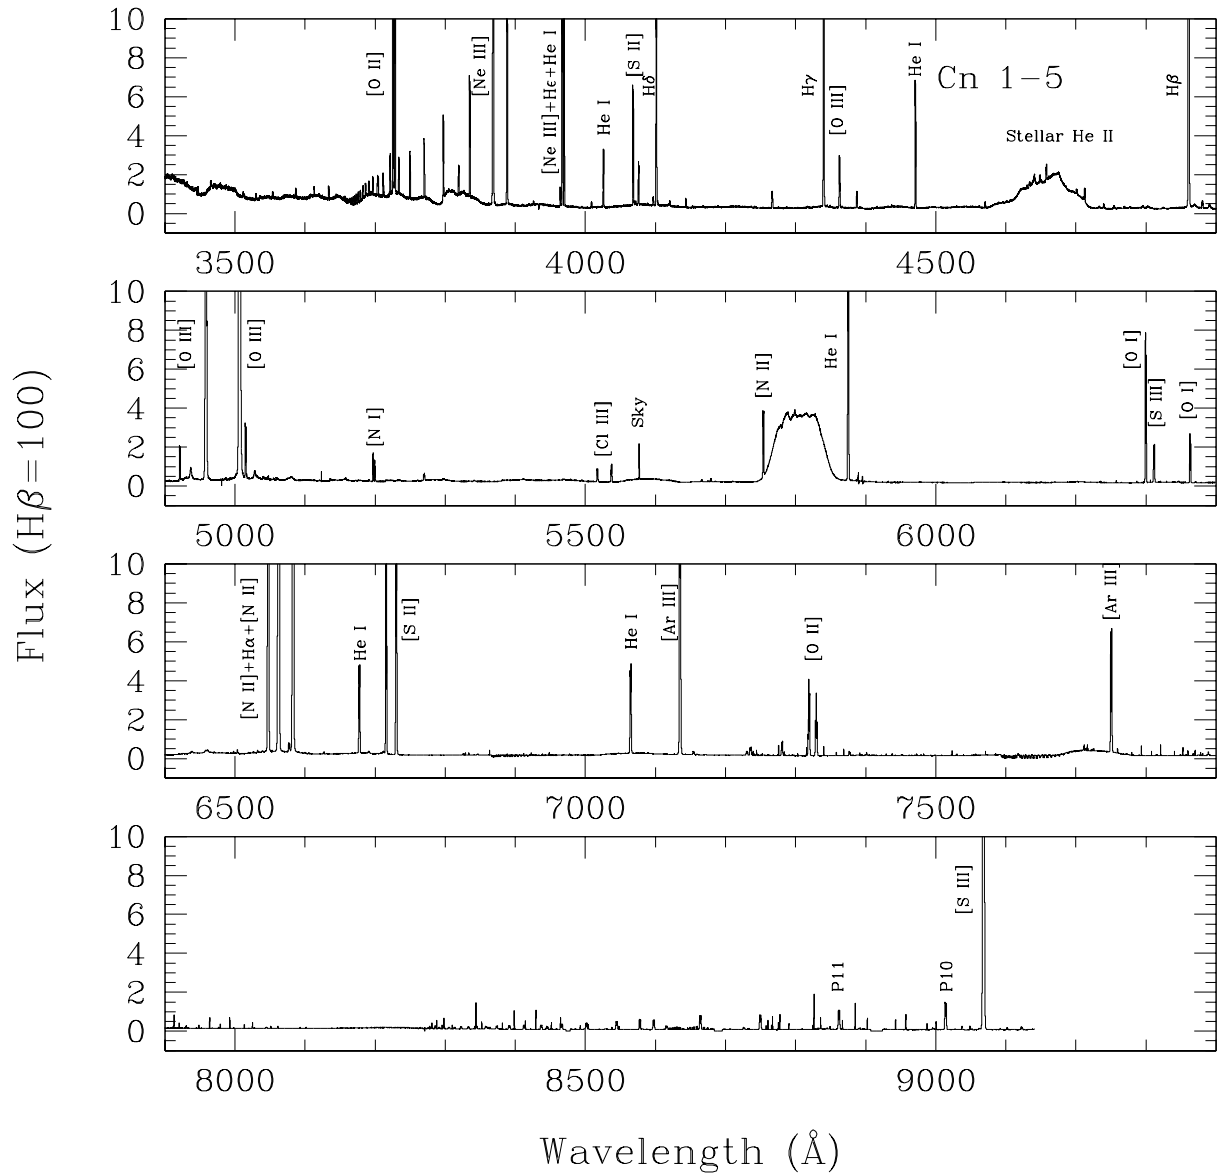 10
8
6
4
2
0
[O II]
[Ne III]
[Ne III]+Hϵ+He I
He I
[S II]
Hδ
Hγ
[O III]
He I
Cn 1−5
Stellar He II
Hβ
3500
4000
4500
10
8
6
4
2
0
[O III]
[O III]
[N I]
[Cl III]
Sky
[N II]
He I
[O I]
[S III]
[O I]
5000
5500
6000
Flux (Hβ=100)
10
8
6
4
2
0
[N II]+Hα+[N II]
He I
[S II]
He I
[Ar III]
[O II]
[Ar III]
6500
7000
7500
10
8
6
4
2
0
P11
P10
[S III]
8000
8500
9000
Wavelength (Å)